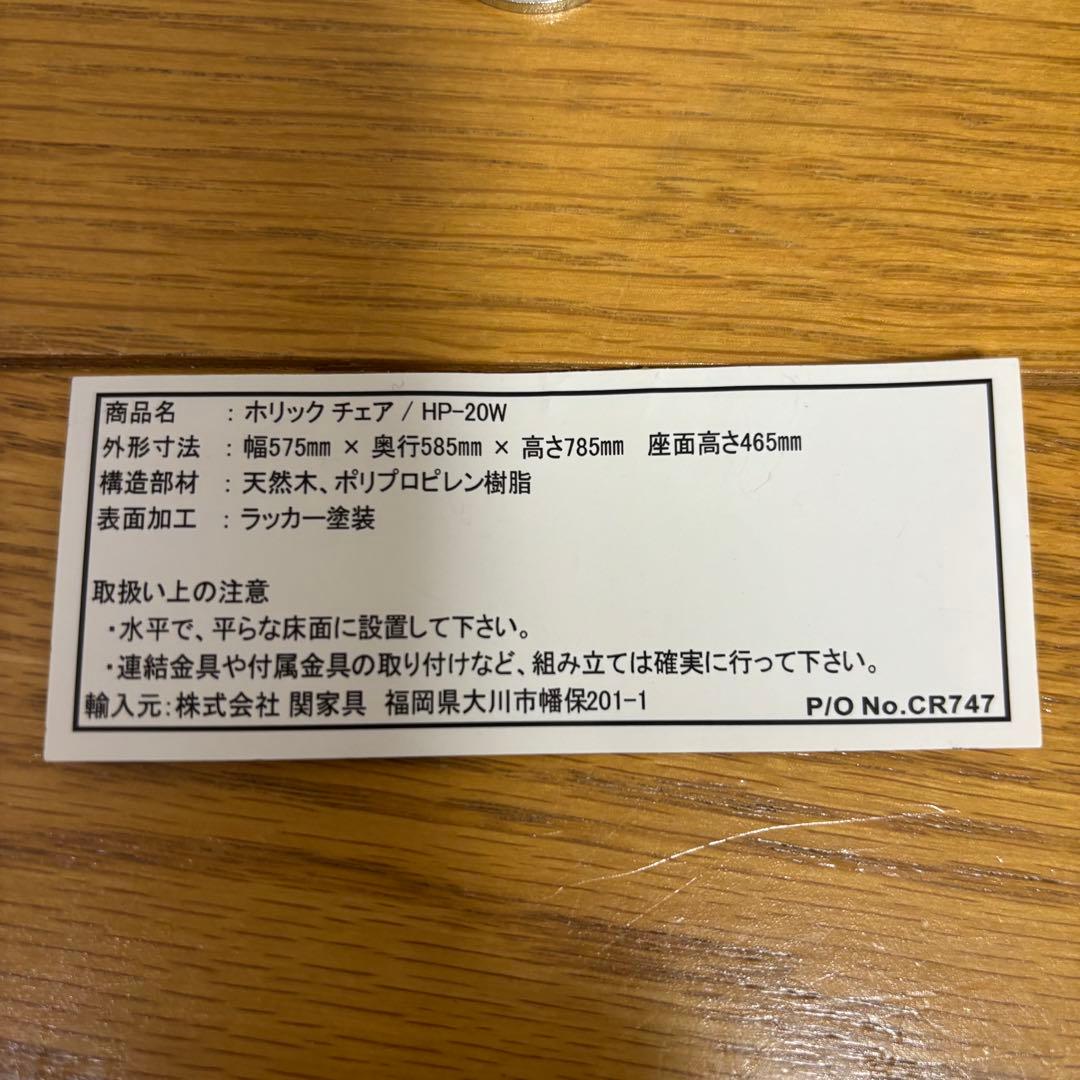 商品名 : ホリック チェア / HP-20W
外形寸法 : 幅575㎜ × 奥行585㎜ × 高さ785㎜ 座面高さ465㎜
構造部材 : 天然木、ポリプロピレン樹脂
表面加工 : ラッカー塗装
取扱い上の注意
・水平で、平らな床面に設置して下さい。
・連結金具や付属金具の取り付けなど、組み立ては確実に行って下さい。
輸入元:株式会社 関家具 福岡県大川市幡保201-1 P/O No.CR747